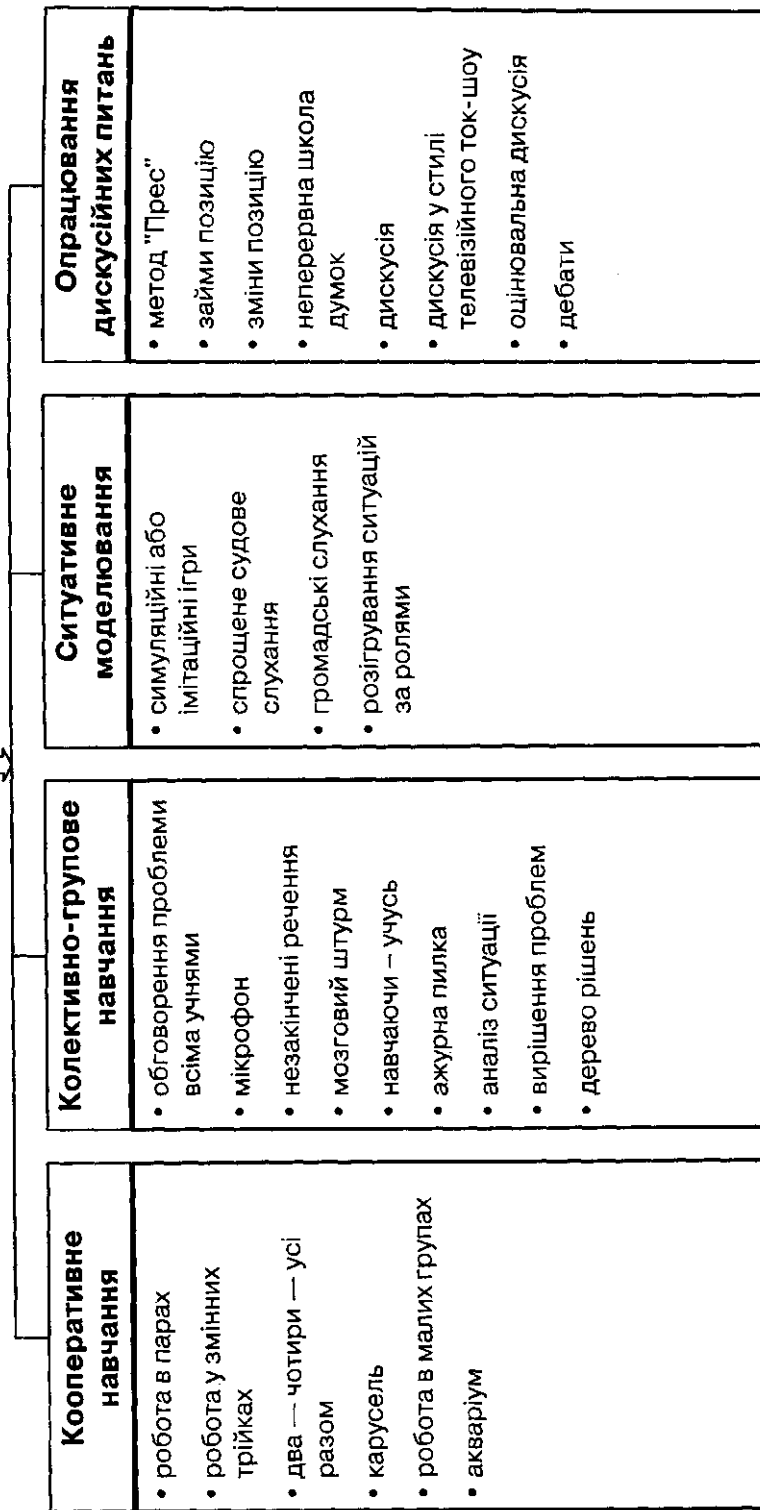 Кооперативне
навчання
• робота в парах
• робота у змінних
трійках
• два — чотири — усі
разом
• карусель
• робота в малих групах
• акваріум
Колективно-групове
навчання
• обговорення проблеми
всіма учнями
• мікрофон
• незакінчені речення
• мозговий штурм
• навчаючи – учусь
• ажурна пилка
• аналіз ситуації
• вирішення проблем
• дерево рішень
Ситуативне
моделювання
• симуляційні або
імітаційні ігри
• спрощене судове
слухання
• громадські слухання
• розігрування ситуацій
за ролями
Опрацювання
дискусійних питань
• метод "Прес"
• займи позицію
• зміни позицію
• неперервна школа
думок
• дискусія
• дискусія у стилі
телевізійного ток-шоу
• оцінювальна дискусія
• дебати